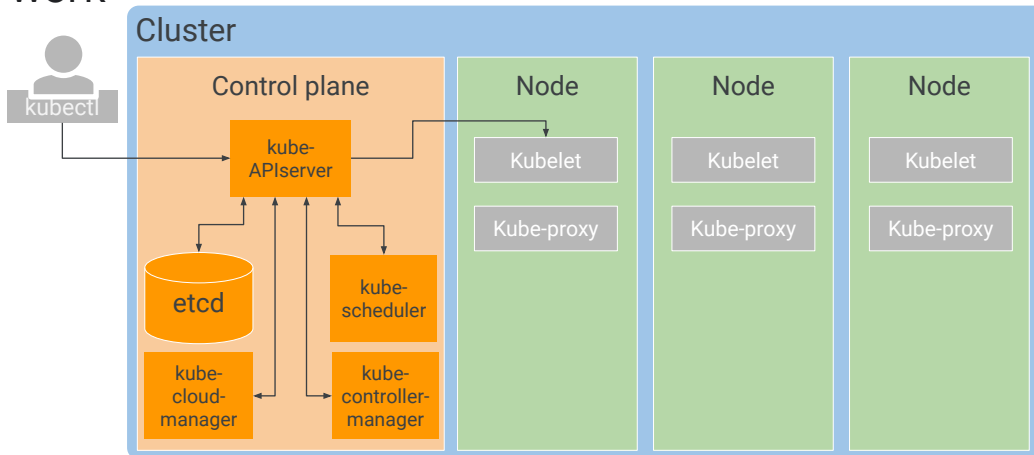 Cluster
kubectl
Control plane
kube-
APIserver
etcd
kube-
scheduler
kube-
cloud-
manager
kube-
controller-
manager
Node
Kubelet
Kube-proxy
Node
Kubelet
Kube-proxy
Node
Kubelet
Kube-proxy